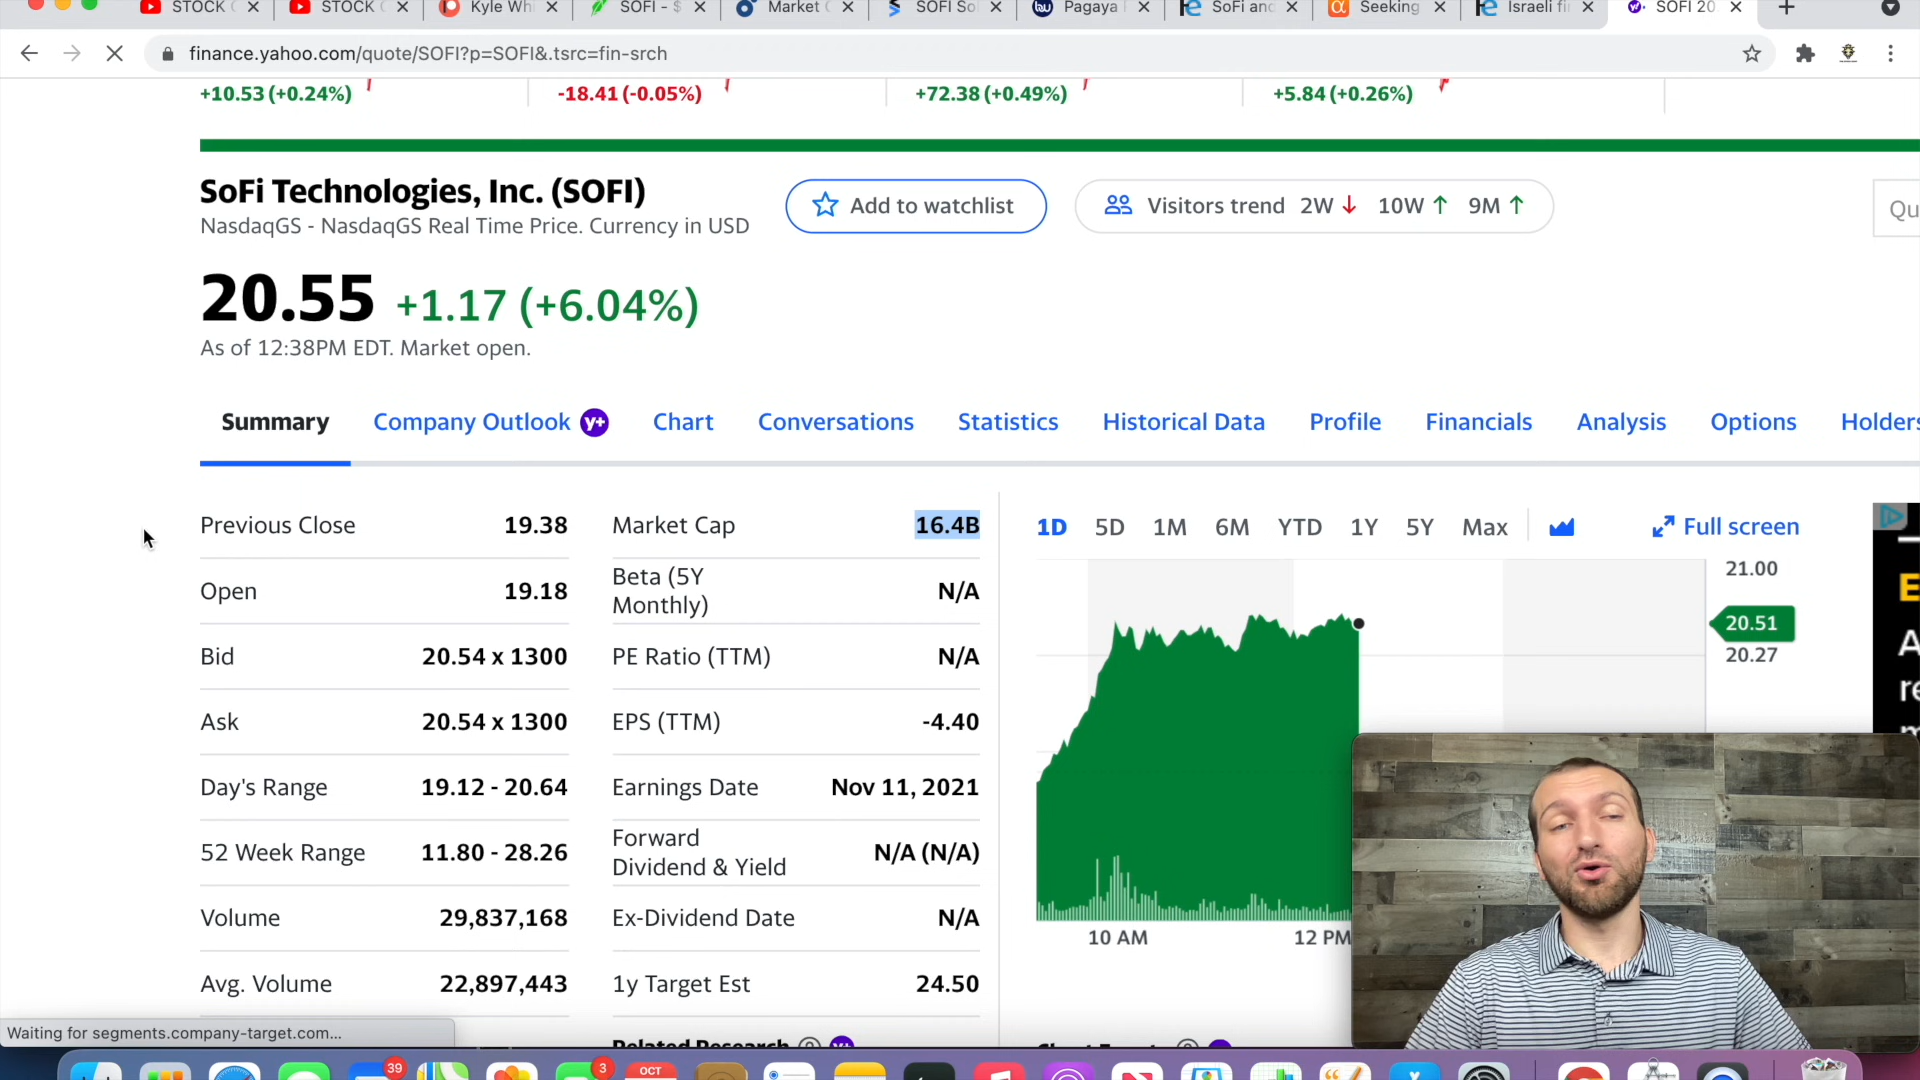 STOCK
STOCK
Kyle Whi
SOFI - $
Market
SOFI So
Pagaya
SoFi and
Seeking
Israeli fi
SOFI 20
finance.yahoo.com/quote/SOFI?p=SOFI&.tsrc=fin-srch
+10.53 (+0.24%) -18.41 (-0.05%) +72.38 (+0.49%) +5.84 (+0.26%)
SoFi Technologies, Inc. (SOFI)
NasdaqGS - NasdaqGS Real Time Price. Currency in USD
Add to watchlist
Visitors trend 2W ↓ 10W ↑ 9M ↑
Qu
20.55 +1.17 (+6.04%)
As of 12:38PM EDT. Market open.
Summary Company Outlook y+ Chart Conversations Statistics Historical Data Profile Financials Analysis Options Holders
Previous Close 19.38
Open 19.18
Bid 20.54 x 1300
Ask 20.54 x 1300
Day's Range 19.12 - 20.64
52 Week Range 11.80 - 28.26
Volume 29,837,168
Avg. Volume 22,897,443
Market Cap 16.4B
Beta (5Y
Monthly) N/A
PE Ratio (TTM) N/A
EPS (TTM) -4.40
Earnings Date Nov 11, 2021
Forward
Dividend & Yield N/A (N/A)
Ex-Dividend Date N/A
1y Target Est 24.50
1D 5D 1M 6M YTD 1Y 5Y Max Full screen
21.00
20.51
20.27
10 AM 12 PM
Related Research
Waiting for segments.company-target.com...
39
3
OCT